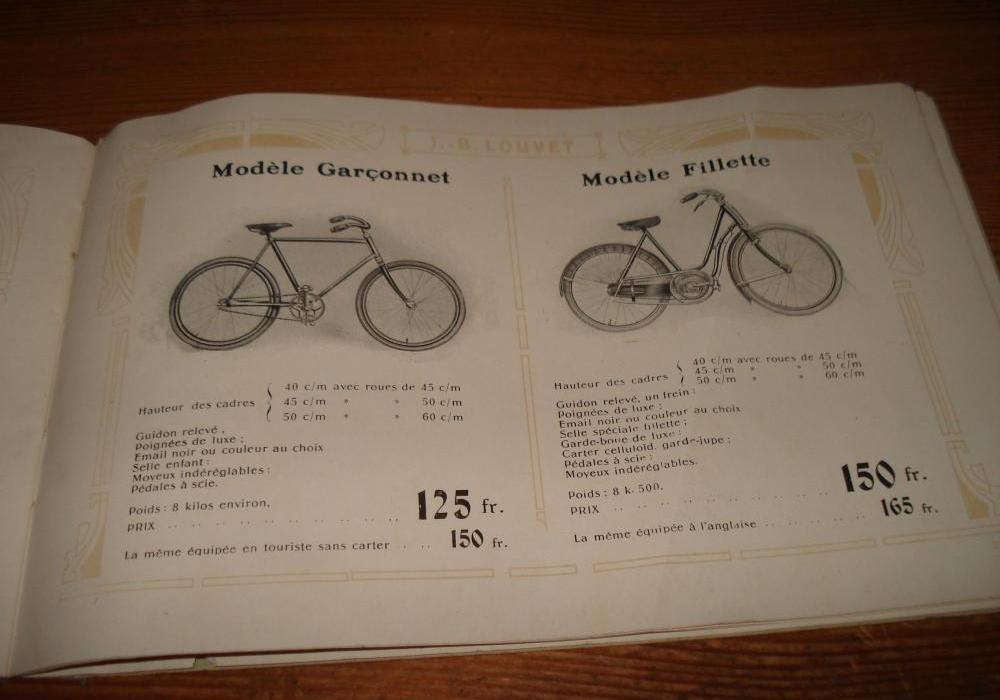 J.-B. LOUVET
Modèle Garçonnet
Hauteur des cadres { 40 c/m avec roues de 45 c/m
45 c/m » » 50 c/m
50 c/m » » 60 c/m
Guidon relevé ;
Poignées de luxe ;
Email noir ou couleur au choix
Selle enfant ;
Moyeux indéréglables ;
Pédales à scie.
Poids : 8 kilos environ.
PRIX .. .. .. .. .. .. .. .. .. 125 fr.
La même équipée en touriste sans carter . .. 150 fr.
Modèle Fillette
Hauteur des cadres { 40 c/m avec roues de 45 c/m
45 c/m » » 50 c/m
50 c/m » » 60 c/m
Guidon relevé, un frein ;
Poignées de luxe ;
Email noir ou couleur au choix
Selle spéciale fillette ;
Garde-boue de luxe ;
Carter celluloïd, garde-jupe ;
Pédales à scie ;
Moyeux indéréglables.
Poids : 8 k. 500.
PRIX .. .. .. .. .. .. .. .. .. 150 fr.
La même équipée à l'anglaise .. .. .. .. .. 165 fr.